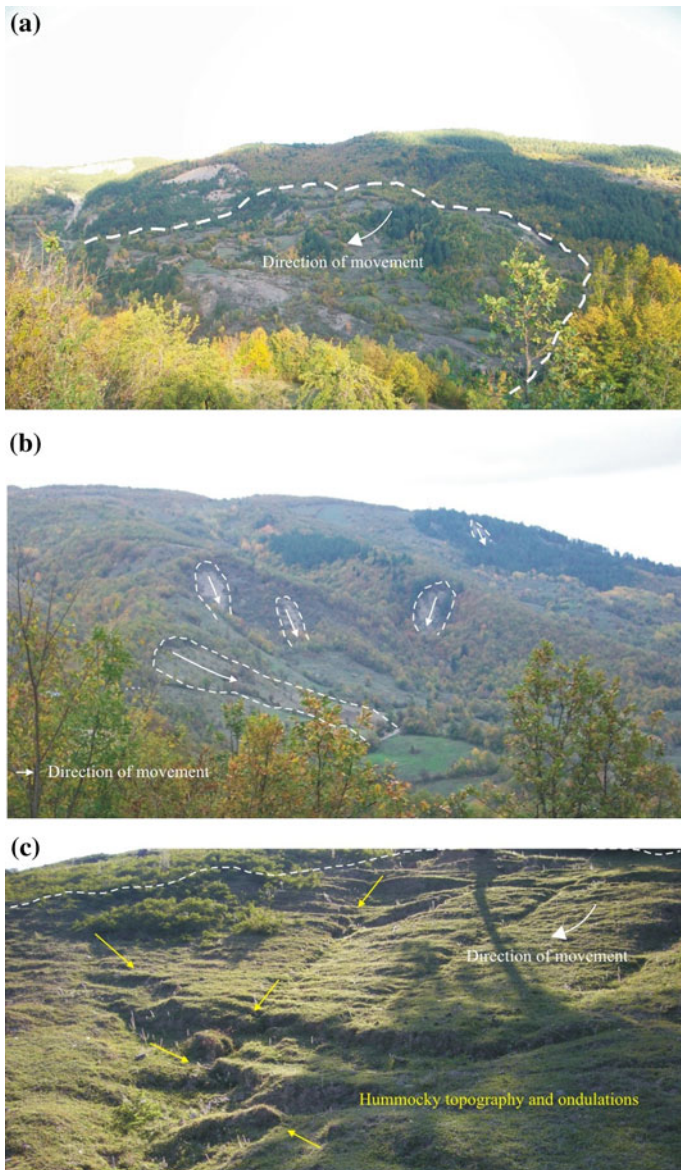 (a)
Direction of movement
(b)
Direction of movement
(c)
Direction of movement
Hummocky topography and ondulations